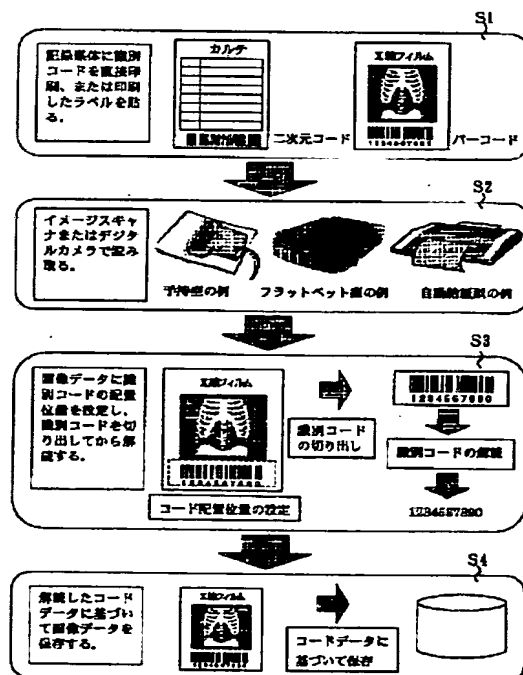 S1
記録媒体に識別
コードを直接印
刷、または印刷
したラベルを貼
る。
カルテ
二次元コード
X線フィルム
1234567890
バーコード
S2
イメージスキャ
ナまたはデジタ
ルカメラで読み
取る。
手持型の例
フラットベット型の例
自動給紙型の例
S3
画像データに識
別コードの配置
位置を設定し、
識別コードを切
り出してから解
読する。
X線フィルム
1234567890
コード配置位置の設定
識別コード
の切り出し
1234567890
識別コードの解読
1234567890
S4
解読したコード
データに基づい
て画像データを
保存する。
X線フィルム
コードデータに
基づいて保存